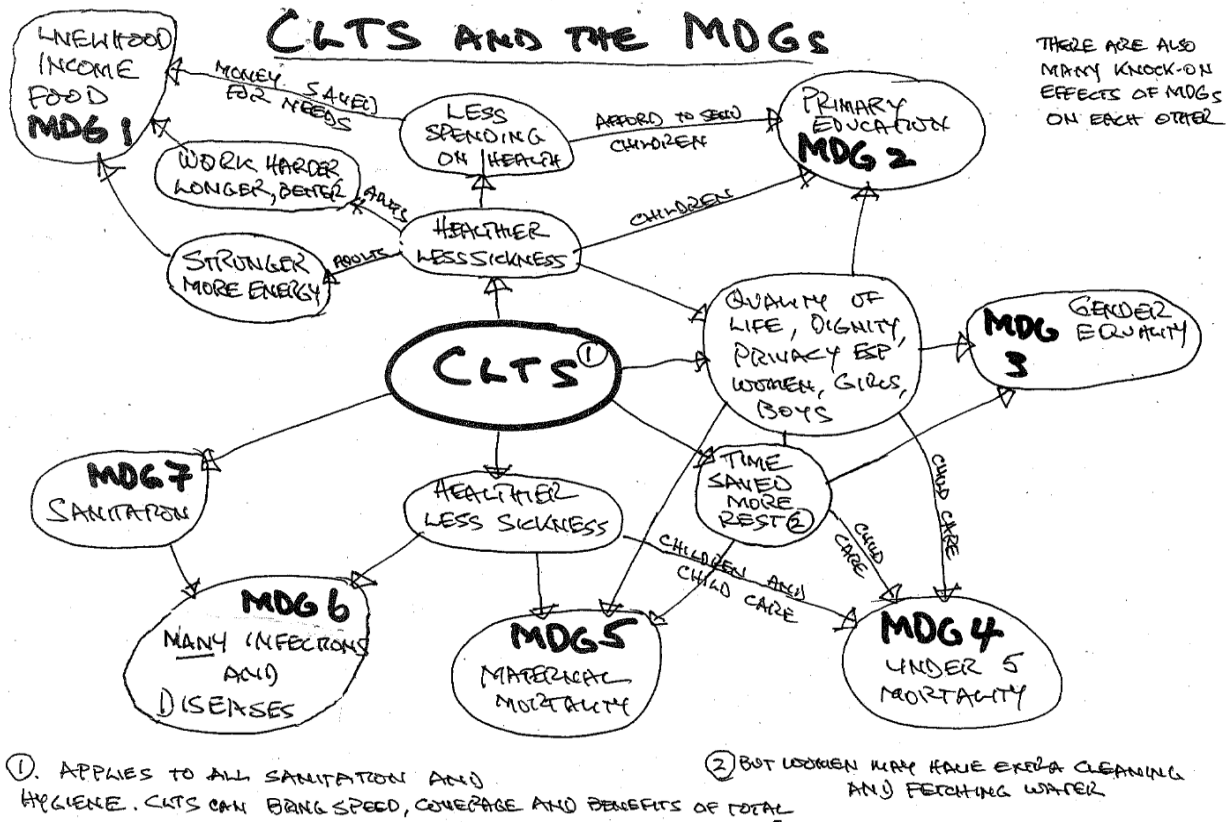 CLTS AND THE MDGs
THERE ARE ALSO
MANY KNOCK-ON
EFFECTS OF MDGs
ON EACH OTHER
LIVELIHOOD
INCOME
FOOD
MDG 1
MONEY SAVED
FOR NEEDS
LESS
SPENDING
ON HEALTH
AFFORD TO SEND
CHILDREN
PRIMARY
EDUCATION
MDG 2
WORK HARDER
LONGER, BETTER
ADULTS
HEALTHIER
LESS SICKNESS
CHILDREN
STRONGER
MORE ENERGY
ADULTS
QUALITY OF
LIFE, DIGNITY,
PRIVACY ESP
WOMEN, GIRLS,
BOYS
MDG
3
GENDER
EQUALITY
CLTS ①
MDG 7
SANITATION
HEALTHIER
LESS SICKNESS
TIME
SAVED
MORE
REST ②
CHILD CARE
CHILD
CARE
CHILDREN AND
CHILD CARE
MDG 6
MANY INFECTIONS
AND
DISEASES
MDG 5
MATERNAL
MORTALITY
MDG 4
UNDER 5
MORTALITY
①. APPLIES TO ALL SANITATION AND
HYGIENE. CLTS CAN BRING SPEED, COVERAGE AND BENEFITS OF TOTAL
② BUT WOMEN MAY HAVE EXTRA CLEANING
AND FETCHING WATER